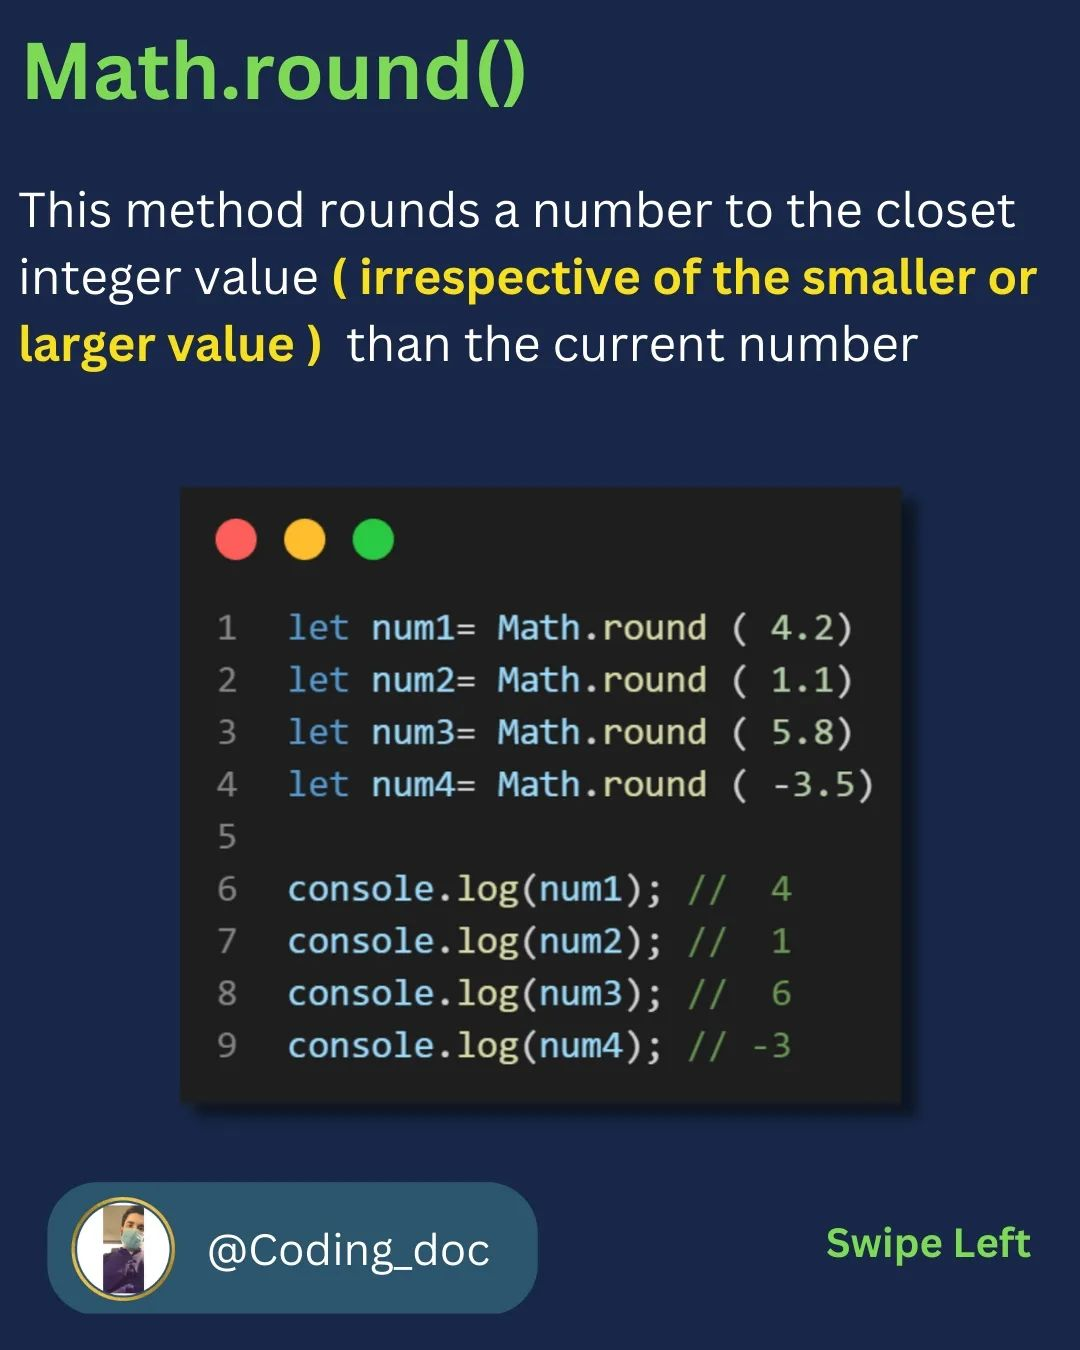 Math.round()
This method rounds a number to the closet
integer value ( irrespective of the smaller or
larger value ) than the current number
1 let num1= Math.round ( 4.2)
2 let num2= Math.round ( 1.1)
3 let num3= Math.round ( 5.8)
4 let num4= Math.round ( -3.5)
5
6 console.log(num1); // 4
7 console.log(num2); // 1
8 console.log(num3); // 6
9 console.log(num4); // -3
@Coding_doc
Swipe Left